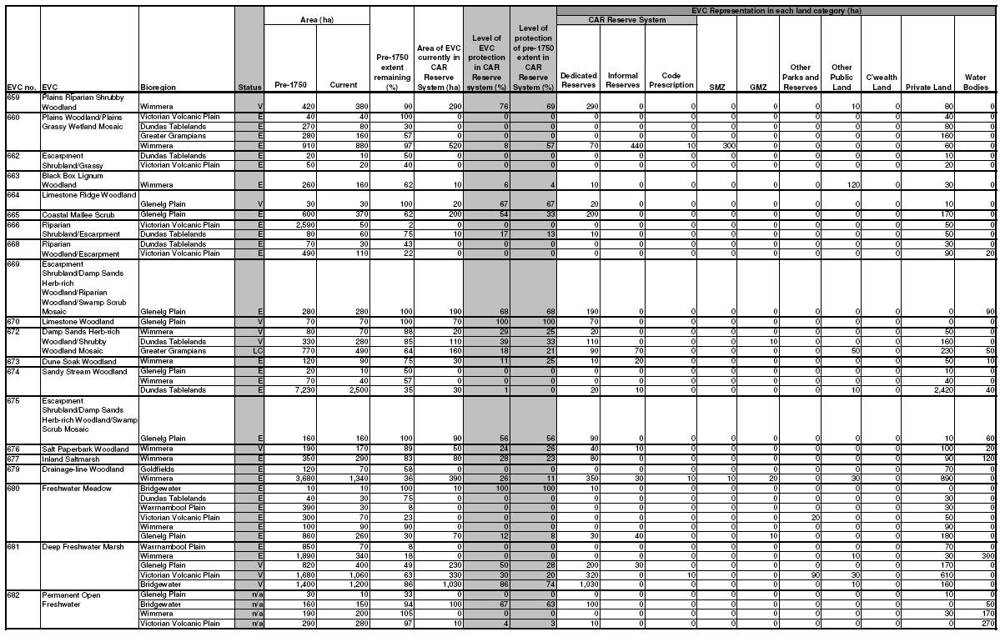 EVC Representation in each land category (ha)
Area (ha) CAR Reserve System
EVC no. EVC Bioregion Status Pre-1750 Current Pre-1750 extent remaining (%) Area of EVC currently in CAR Reserve System (ha) Level of EVC protection in CAR Reserve system (%) Level of protection of pre-1750 extent in CAR Reserve System (%) Dedicated Reserves Informal Reserves Code Prescription SMZ GMZ Other Parks and Reserves Other Public Land C'wealth Land Private Land Water Bodies
659 Plains Riparian Shrubby
Woodland Wimmera V 420 380 90 290 76 69 290 0 0 0 0 0 10 0 80 0
660 Plains Woodland/Plains Victorian Volcanic Plain E 40 40 100 0 0 0 0 0 0 0 0 0 0 0 40 0
Grassy Wetland Mosaic Dundas Tablelands E 270 80 30 0 0 0 0 0 0 0 0 0 0 0 80 0
Greater Grampians E 280 160 57 0 0 0 0 0 0 0 0 0 0 0 160 0
Wimmera E 910 880 97 520 8 57 70 440 10 300 0 0 0 0 60 0
662 Escarpment Dundas Tablelands E 20 10 50 0 0 0 0 0 0 0 0 0 0 0 10 0
Shrubland/Grassy Victorian Volcanic Plain E 50 20 40 0 0 0 0 0 0 0 0 0 0 0 20 0
663 Black Box Lignum
Woodland Wimmera E 260 160 62 10 6 4 10 0 0 0 0 0 120 0 30 0
664 Limestone Ridge Woodland
Glenelg Plain V 30 30 100 20 67 67 20 0 0 0 0 0 0 0 10 0
665 Coastal Mallee Scrub Glenelg Plain E 600 370 62 200 54 33 200 0 0 0 0 0 0 0 170 0
666 Riparian Victorian Volcanic Plain E 2,590 50 2 0 0 0 0 0 0 0 0 0 0 0 50 0
Shrubland/Escarpment Dundas Tablelands E 80 60 75 10 17 13 10 0 0 0 0 0 0 0 50 0
668 Riparian Dundas Tablelands E 70 30 43 0 0 0 0 0 0 0 0 0 0 0 30 0
Woodland/Escarpment Victorian Volcanic Plain E 490 110 22 0 0 0 0 0 0 0 0 0 0 0 90 20
669 Escarpment
Shrubland/Damp Sands
Herb-rich
Woodland/Riparian
Woodland/Swamp Scrub
Mosaic Glenelg Plain E 280 280 100 190 68 68 190 0 0 0 0 0 0 0 0 90
670 Limestone Woodland Glenelg Plain V 70 70 100 70 100 100 70 0 0 0 0 0 0 0 0 0
672 Damp Sands Herb-rich Wimmera V 80 70 88 20 29 25 20 0 0 0 0 0 0 0 50 0
Woodland/Shrubby Dundas Tablelands V 330 280 85 110 39 33 110 0 0 0 10 0 0 0 160 0
Woodland Mosaic Greater Grampians LC 770 490 64 160 18 21 90 70 0 0 0 0 50 0 230 50
673 Dune Soak Woodland Wimmera E 120 90 75 30 11 25 10 20 0 0 0 0 0 0 50 10
674 Sandy Stream Woodland Glenelg Plain E 20 10 50 0 0 0 0 0 0 0 0 0 0 0 10 0
Wimmera E 70 40 57 0 0 0 0 0 0 0 0 0 0 0 40 0
Dundas Tablelands E 7,230 2,500 35 30 1 0 20 10 0 0 0 0 10 0 2,420 40
675 Escarpment
Shrubland/Damp Sands
Herb-rich Woodland/Swamp
Scrub Mosaic
Glenelg Plain E 160 160 100 90 56 56 90 0 0 0 0 0 0 0 10 60
676 Salt Paperbark Woodland Wimmera V 190 170 89 50 24 26 40 10 0 0 0 0 0 0 100 20
677 Inland Saltmarsh Wimmera E 350 290 83 80 28 23 80 0 0 0 0 0 0 0 90 120
679 Drainage-line Woodland Goldfields E 120 70 58 0 0 0 0 0 0 0 0 0 0 0 70 0
Wimmera E 3,680 1,340 36 390 26 11 350 30 10 10 20 0 30 0 890 0
680 Freshwater Meadow Bridgewater E 10 10 100 10 100 100 10 0 0 0 0 0 0 0 0 0
Dundas Tablelands E 40 30 75 0 0 0 0 0 0 0 0 0 0 0 30 0
Warrnambool Plain E 390 30 8 0 0 0 0 0 0 0 0 0 0 0 30 0
Victorian Volcanic Plain E 300 70 23 0 0 0 0 0 0 0 0 20 0 0 50 0
Wimmera E 100 90 90 0 0 0 0 0 0 0 0 0 0 0 90 0
Glenelg Plain E 860 260 30 70 12 8 30 40 0 0 10 0 0 0 180 0
681 Deep Freshwater Marsh Warrnambool Plain E 850 70 8 0 0 0 0 0 0 0 0 0 0 0 70 0
Wimmera E 1,890 340 18 0 0 0 0 0 0 0 0 0 10 0 30 300
Glenelg Plain V 820 400 49 230 50 28 200 30 0 0 0 0 0 0 170 0
Victorian Volcanic Plain V 1,680 1,060 63 330 30 20 320 0 10 0 0 90 30 0 610 0
Bridgewater V 1,400 1,200 86 1,030 86 74 1,030 0 0 0 0 0 10 0 160 0
682 Permanent Open Glenelg Plain n/a 30 10 33 0 0 0 0 0 0 0 0 0 0 0 10 0
Freshwater Bridgewater n/a 160 150 94 100 67 63 100 0 0 0 0 0 0 0 0 50
Wimmera n/a 190 200 105 0 0 0 0 0 0 0 0 0 0 0 30 170
Victorian Volcanic Plain n/a 290 280 97 10 4 3 10 0 0 0 0 0 0 0 0 270